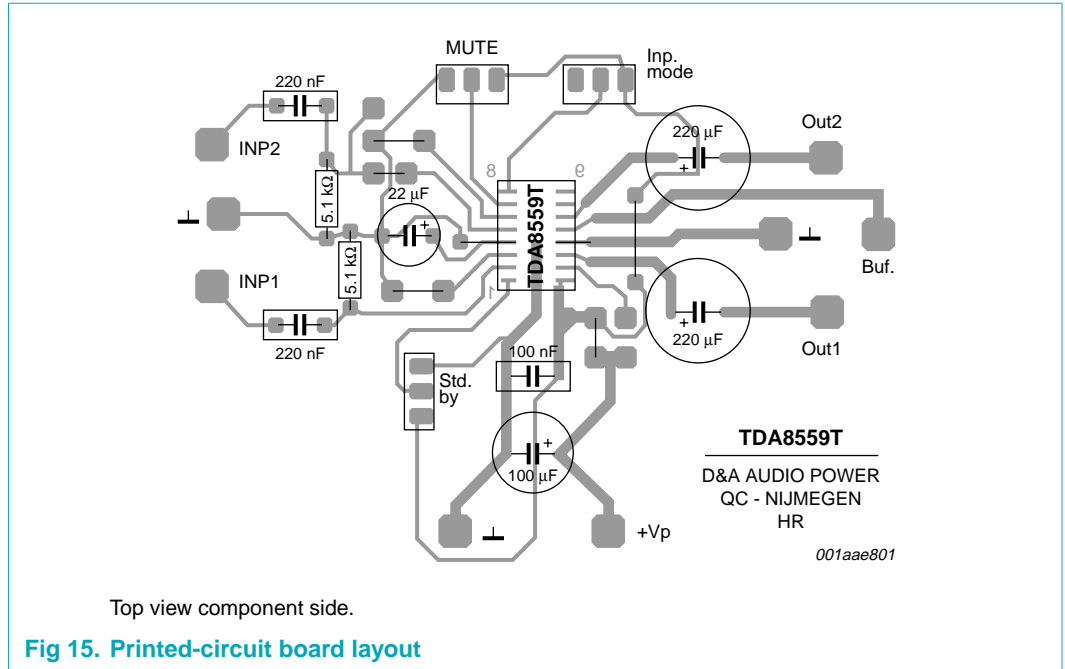 MUTE
Inp.
mode
220 nF
220 μF
Out2
INP2
8
9
5.1 kΩ
22 μF
+
+
TDA8559T
5.1 kΩ
INP1
1
Buf.
220 nF
+
220 μF
Out1
100 nF
Std.
by
+
100 μF
+Vp
TDA8559T
D&A AUDIO POWER
QC - NIJMEGEN
HR
001aae801
Top view component side.
Fig 15. Printed-circuit board layout